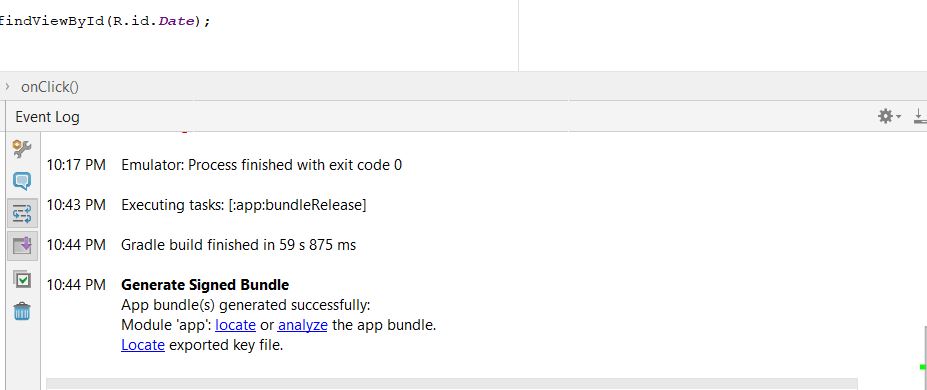 findViewById(R.id.Date);
› onClick()
Event Log
10:17 PM Emulator: Process finished with exit code 0
10:43 PM Executing tasks: [:app:bundleRelease]
10:44 PM Gradle build finished in 59 s 875 ms
10:44 PM Generate Signed Bundle
App bundle(s) generated successfully:
Module 'app': locate or analyze the app bundle.
Locate exported key file.